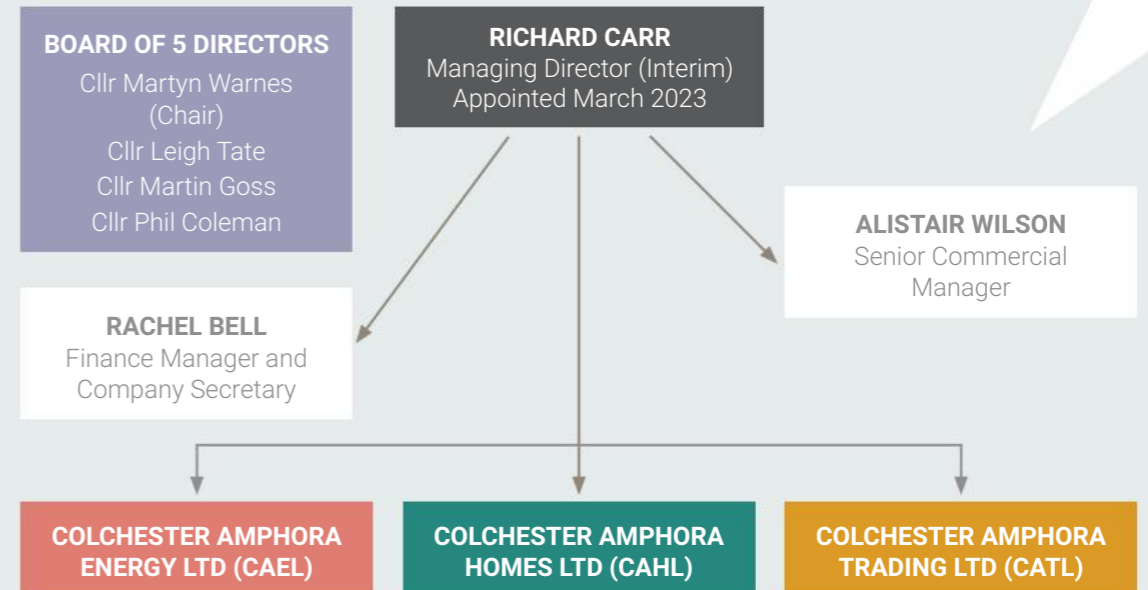 BOARD OF 5 DIRECTORS
Cllr Martyn Warnes
(Chair)
Cllr Leigh Tate
Cllr Martin Goss
Cllr Phil Coleman
RICHARD CARR
Managing Director (Interim)
Appointed March 2023
ALISTAIR WILSON
Senior Commercial
Manager
RACHEL BELL
Finance Manager and
Company Secretary
COLCHESTER AMPHORA
ENERGY LTD (CAEL)
COLCHESTER AMPHORA
HOMES LTD (CAHL)
COLCHESTER AMPHORA
TRADING LTD (CATL)